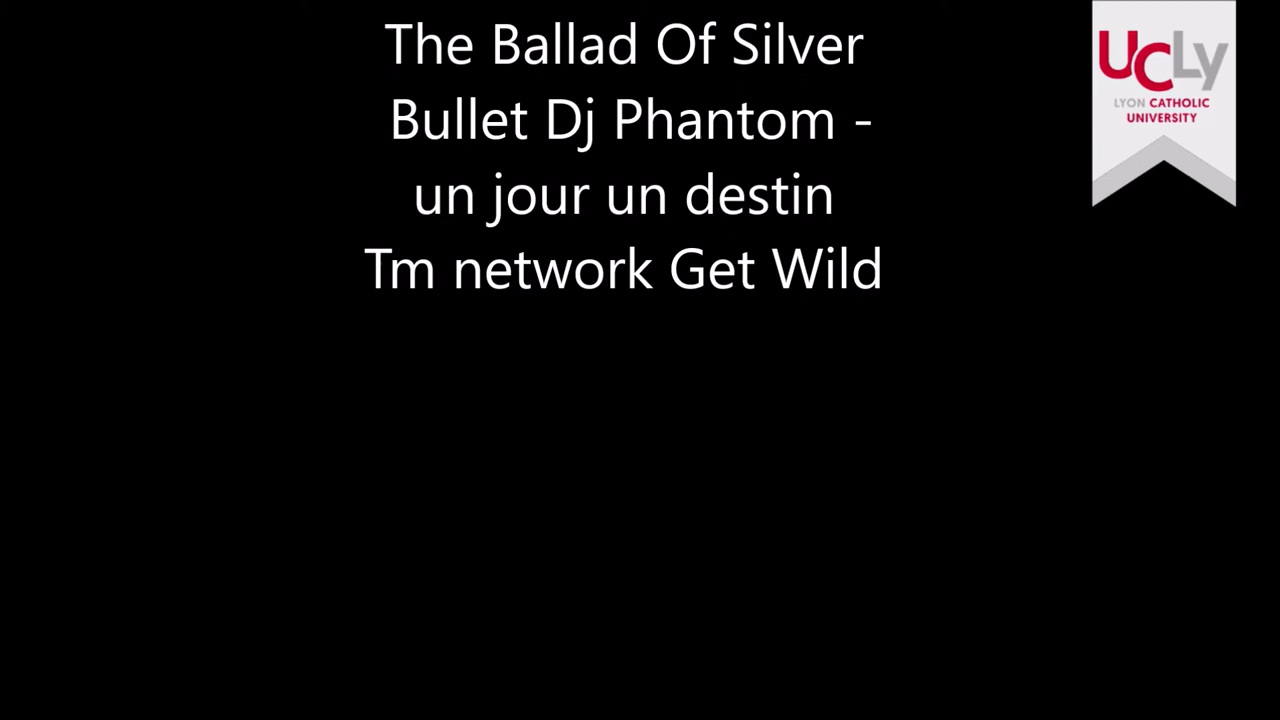 The Ballad Of Silver
Bullet Dj Phantom -
un jour un destin
Tm network Get Wild
UCLy
LYON CATHOLIC
UNIVERSITY